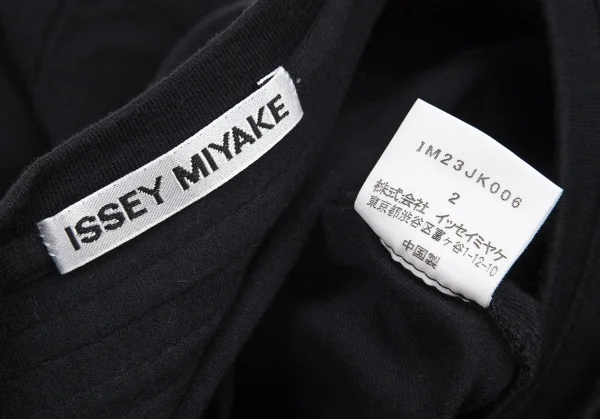 ISSEY MIYAKE
IM23JK006
2
株式会社 イッセイミヤケ
東京都渋谷区富ヶ谷1-12-10
中国製